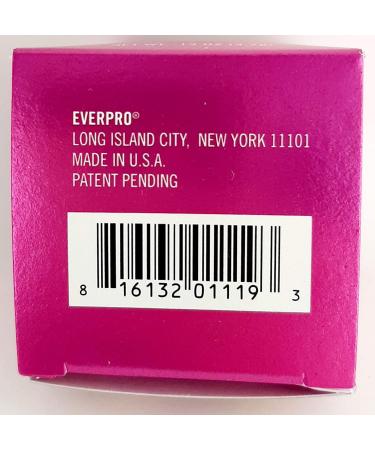 EVERPRO®
LONG ISLAND CITY, NEW YORK 11101
MADE IN U.S.A.
PATENT PENDING
8 16132 01119 3